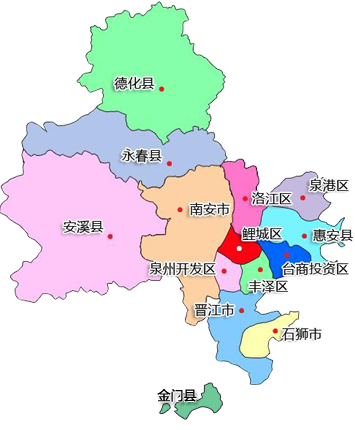 德化县
永春县
泉港区
洛江区
南安市
安溪县
鲤城区
惠安县
泉州开发区
台商投资区
丰泽区
晋江市
石狮市
金门县